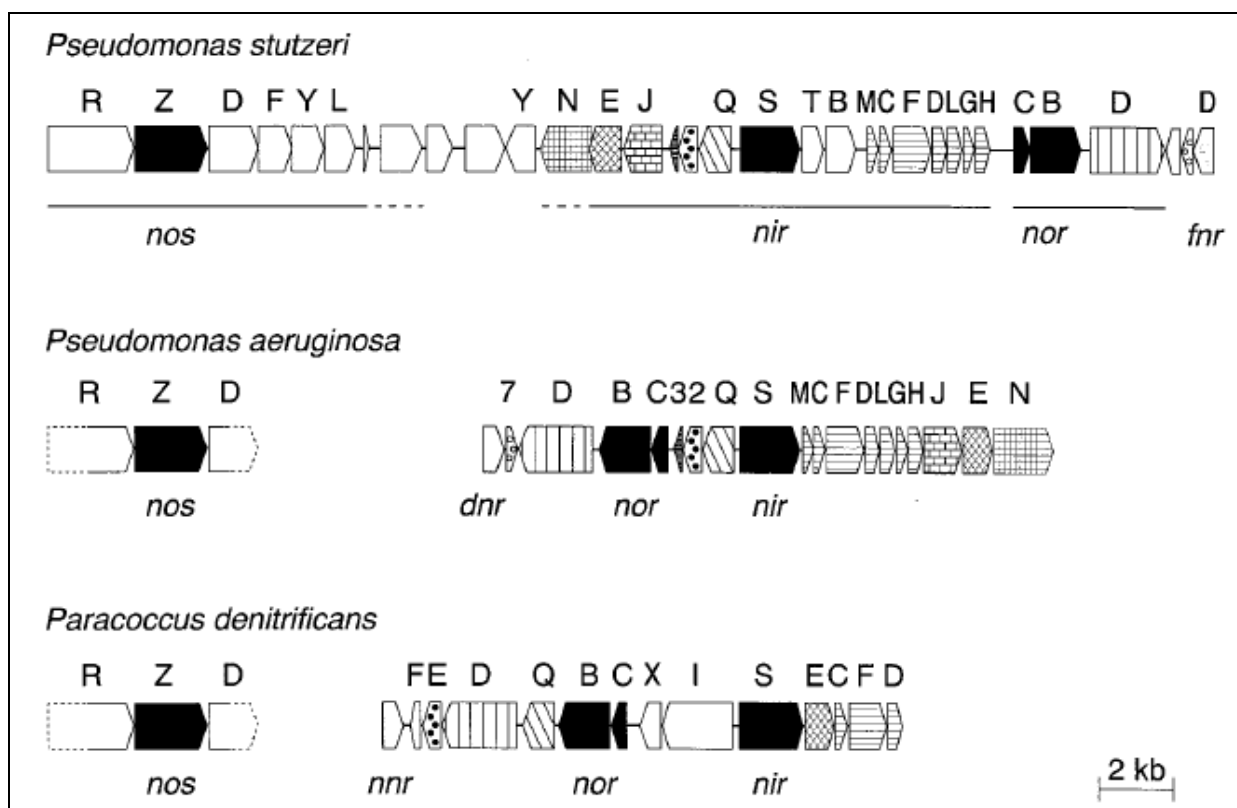 Pseudomonas stutzeri
R Z D F Y L Y N E J Q S T B M C F D L G H C B D D
nos nir nor fnr
Pseudomonas aeruginosa
R Z D 7 D B C 3 2 Q S M C F D L G H J E N
nos dnr nor nir
Paracoccus denitrificans
R Z D F E D Q B C X I S E C F D
nos nnr nor nir
2 kb